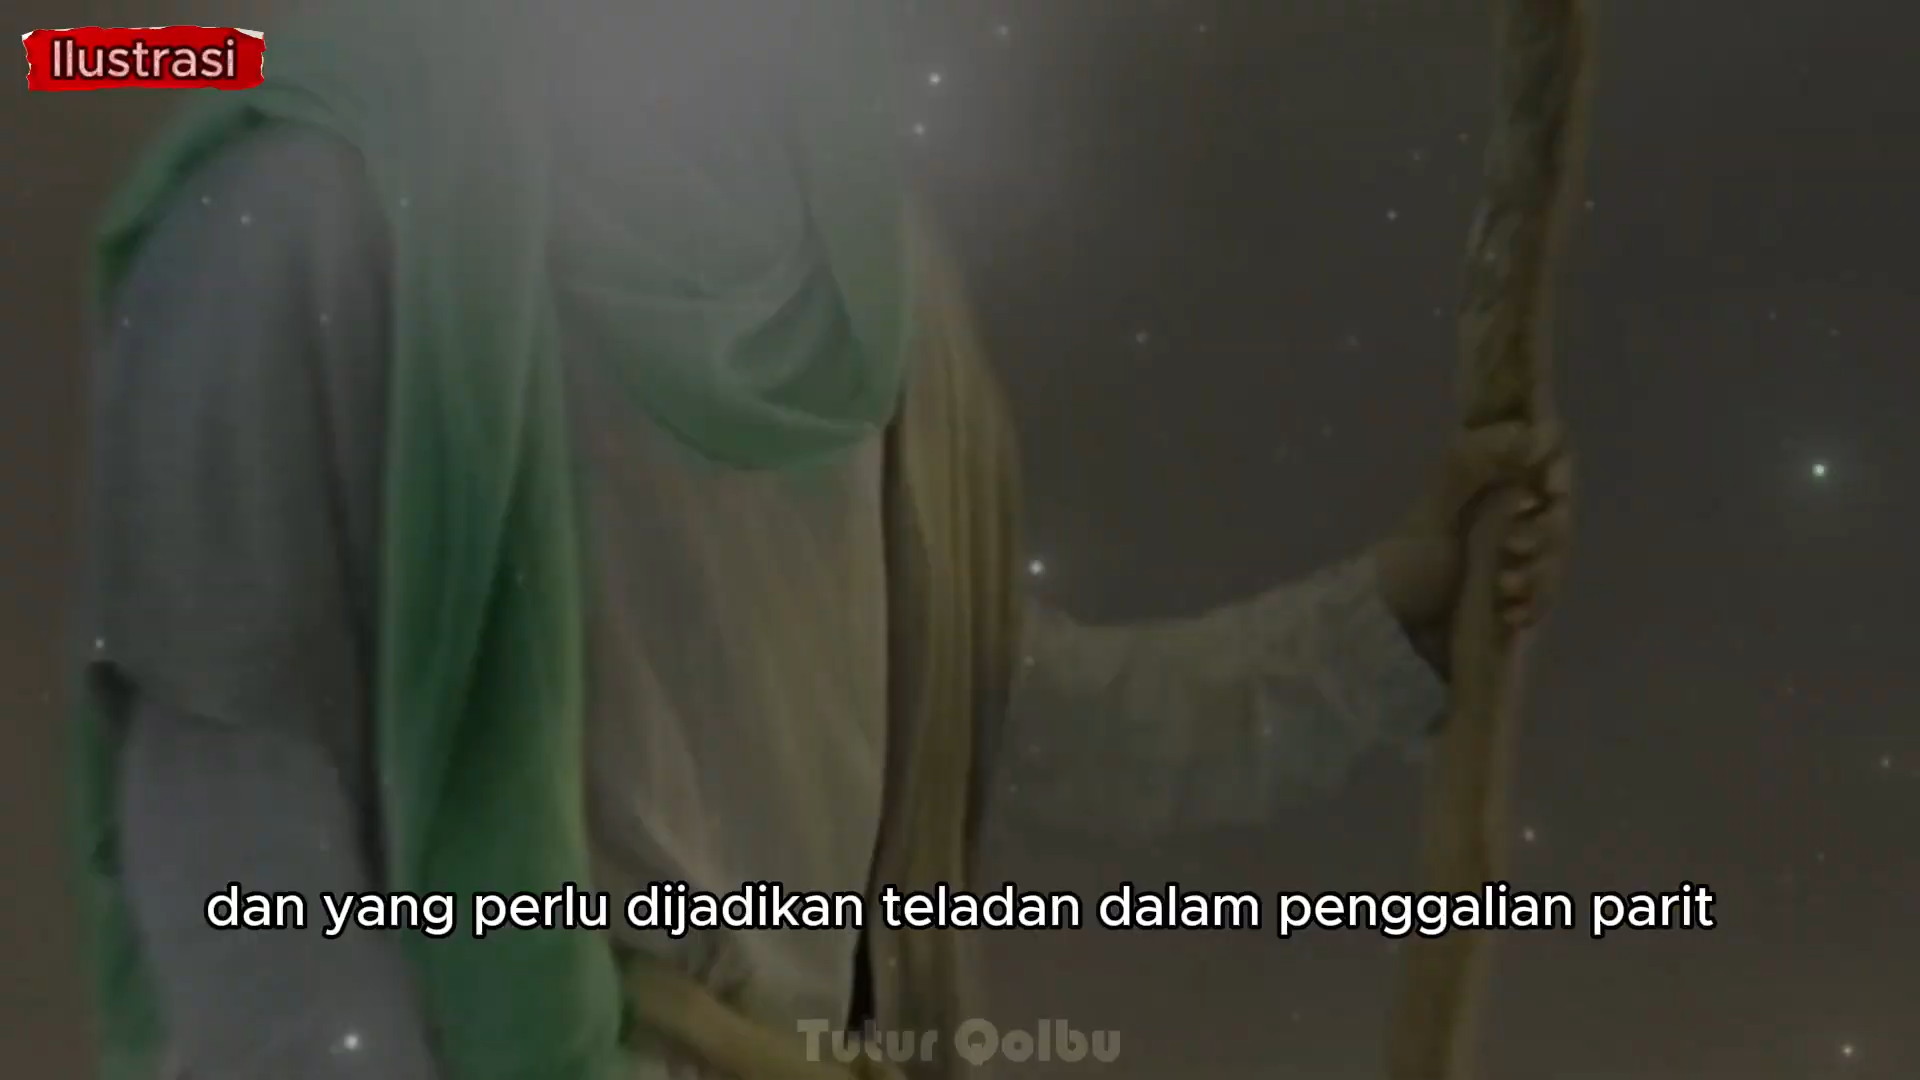 Ilustrasi
dan yang perlu dijadikan teladan dalam penggalian parit
Tutur Qolbu